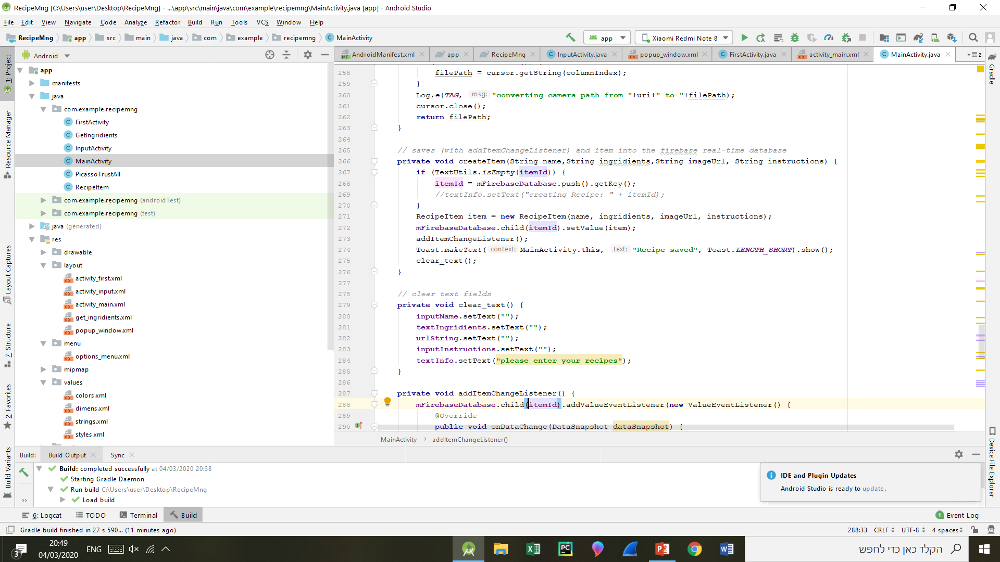 RecipeMng [C:\Users\user\Desktop\RecipeMng] - ...\app\src\main\java\com\example\recipemng\MainActivity.java [app] - Android Studio
File Edit View Navigate Code Analyze Refactor Build Run Tools VCS Window Help
RecipeMng app src main java com example recipemng MainActivity app Xiaomi Redmi Note 8
Android AndroidManifest.xml app RecipeMng InputActivity.java popup_window.xml FirstActivity.java activity_main.xml MainActivity.java 2
1: Project
Resource Manager
Layout Captures
7: Structure
2: Favorites
Build Variants
app
manifests
java
com.example.recipemng
FirstActivity
GetIngridients
InputActivity
MainActivity
PicassoTrustAll
RecipeItem
com.example.recipemng (androidTest)
com.example.recipemng (test)
java (generated)
res
drawable
layout
activity_first.xml
activity_input.xml
activity_main.xml
get_ingridients.xml
popup_window.xml
menu
options_menu.xml
mipmap
values
colors.xml
dimens.xml
strings.xml
styles.xml
258 filePath = cursor.getString(columnIndex);
259 }
260 Log.e(TAG, msg: "converting camera path from "+uri+" to "+filePath);
261 cursor.close();
262 return filePath;
263 }
264
265 // saves (with addItemChangeListener) and item into the firebase real-time database
266 private void createItem(String name,String ingridients,String imageUrl, String instructions) {
267 if (TextUtils.isEmpty(itemId)) {
268 itemId = mFirebaseDatabase.push().getKey();
269 //textInfo.setText("creating Recipe: " + itemId);
270 }
271 RecipeItem item = new RecipeItem(name, ingridients, imageUrl, instructions);
272 mFirebaseDatabase.child(itemId).setValue(item);
273 addItemChangeListener();
274 Toast.makeText( context: MainActivity.this, text: "Recipe saved", Toast.LENGTH_SHORT).show();
275 clear_text();
276 }
277
278 // clear text fields
279 private void clear_text() {
280 inputName.setText("");
281 textIngridients.setText("");
282 urlString.setText("");
283 inputInstructions.setText("");
284 textInfo.setText("please enter your recipes");
285 }
286
287 private void addItemChangeListener() {
288 mFirebaseDatabase.child(itemId).addValueEventListener(new ValueEventListener() {
289 @Override
290 public void onDataChange(DataSnapshot dataSnapshot) {
MainActivity › addItemChangeListener()
Gradle
Device File Explorer
Build: Build Output Sync
Build: completed successfully at 04/03/2020 20:38
Starting Gradle Daemon
Run build C:\Users\user\Desktop\RecipeMng
Load build
IDE and Plugin Updates
Android Studio is ready to update.
6: Logcat TODO Terminal Build 1 Event Log
Gradle build finished in 27 s 590... (11 minutes ago) 288:33 CRLF UTF-8 4 spaces
3 20:49 ENG
04/03/2020
הקלד כאן כדי לחפש